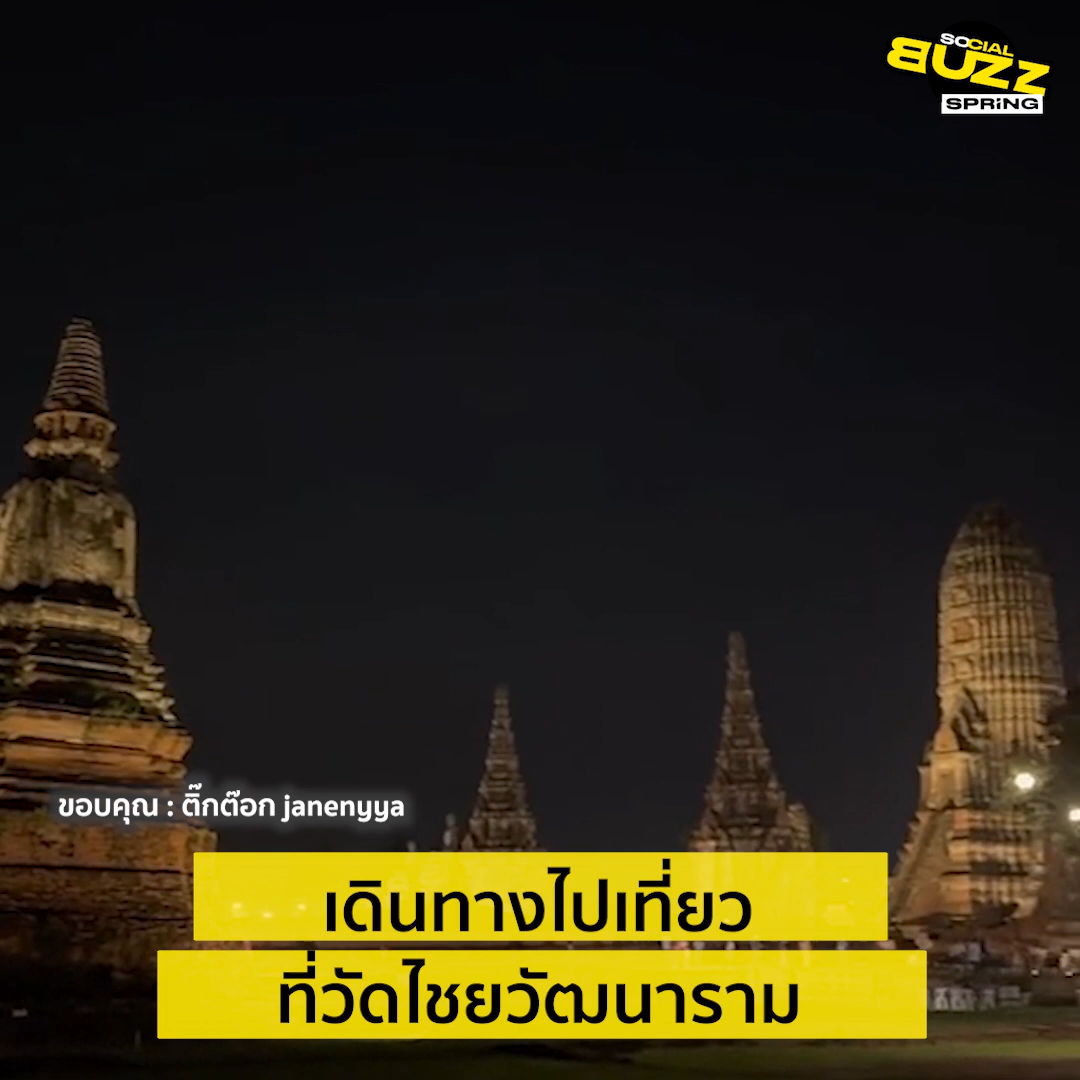 SOCIAL
BUZZ
SPRiNG
ขอบคุณ : ติ๊กต๊อก janenyya
เดินทางไปเที่ยว
ที่วัดไชยวัฒนาราม